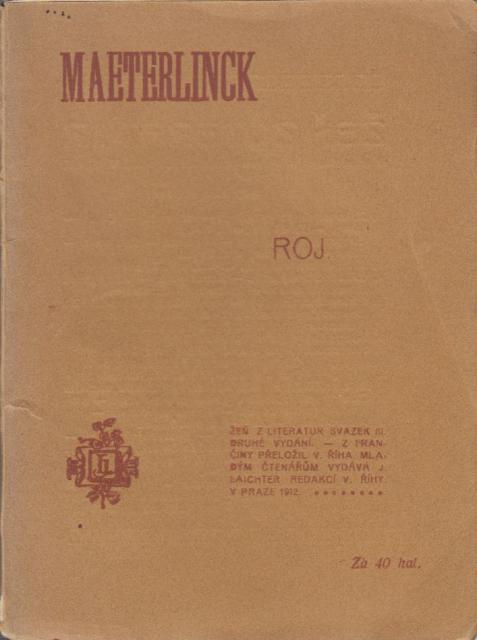 MAETERLINCK
ROJ
ŽEŇ Z LITERATUR SVAZEK III.
DRUHÉ VYDÁNÍ. — Z FRAN-
ČINY PŘELOŽIL V. ŘÍHA. MLA-
DÝM ČTENÁŘŮM VYDÁVÁ J.
LAICHTER REDAKCÍ V. ŘÍHY.
V PRAZE 1912.
Za 40 hal.